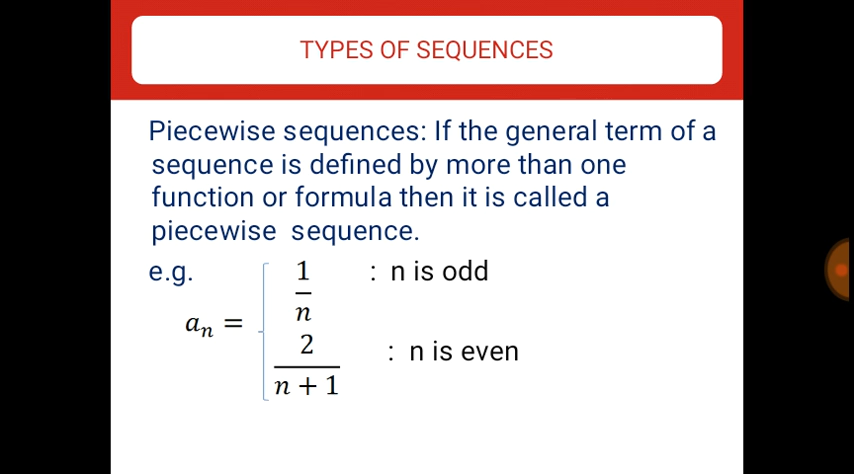 TYPES OF SEQUENCES
Piecewise sequences: If the general term of a
sequence is defined by more than one
function or formula then it is called a
piecewise sequence.
e.g.
aₙ = { 1/n : n is odd
2/(n + 1) : n is even